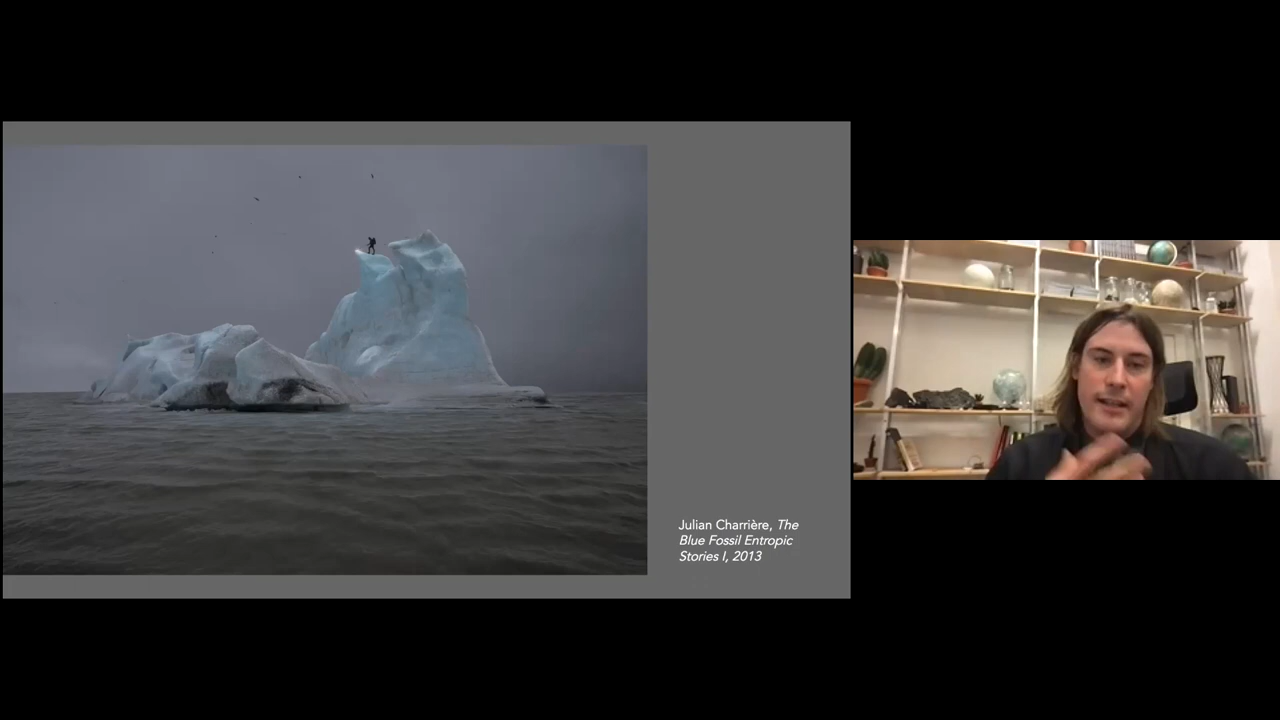 Julian Charrière, The
Blue Fossil Entropic
Stories I, 2013